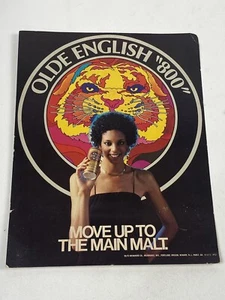 OLDE ENGLISH "800"
MOVE UP TO
THE MAIN MALT.